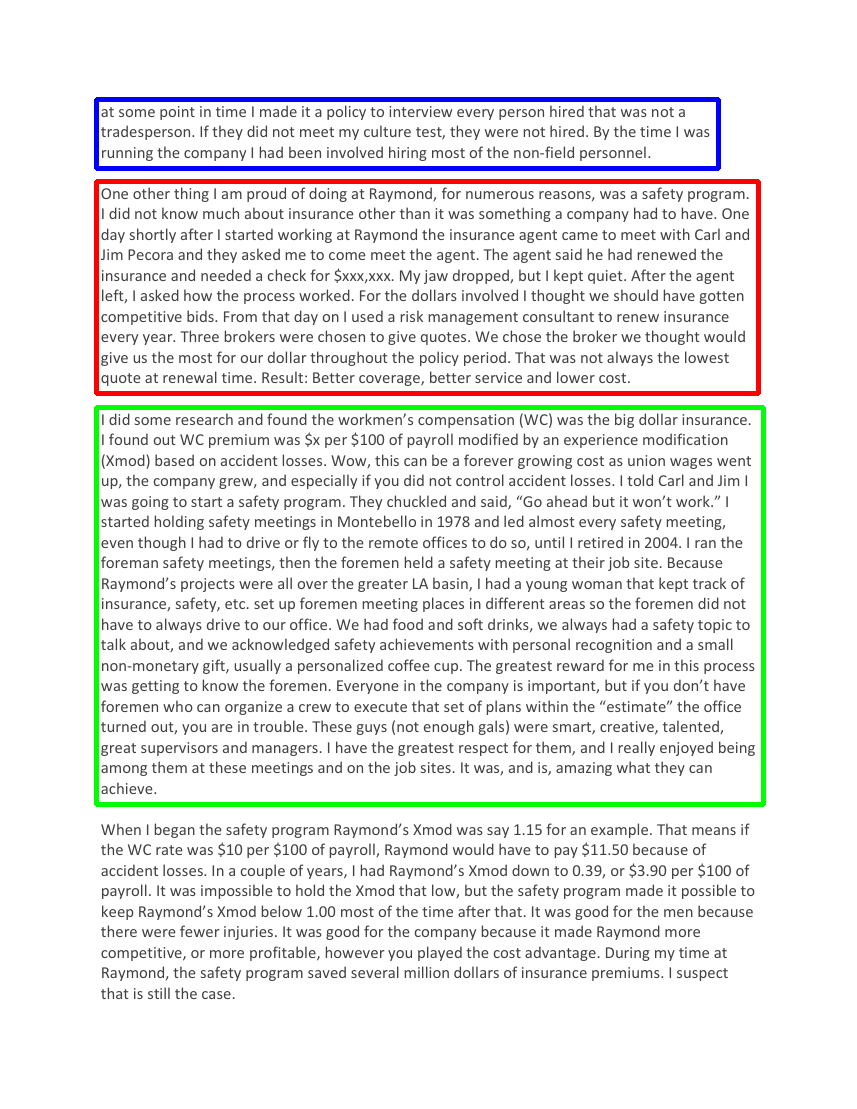 at some point in time I made it a policy to interview every person hired that was not a
tradesperson. If they did not meet my culture test, they were not hired. By the time I was
running the company I had been involved hiring most of the non-field personnel.
One other thing I am proud of doing at Raymond, for numerous reasons, was a safety program.
I did not know much about insurance other than it was something a company had to have. One
day shortly after I started working at Raymond the insurance agent came to meet with Carl and
Jim Pecora and they asked me to come meet the agent. The agent said he had renewed the
insurance and needed a check for $xxx,xxx. My jaw dropped, but I kept quiet. After the agent
left, I asked how the process worked. For the dollars involved I thought we should have gotten
competitive bids. From that day on I used a risk management consultant to renew insurance
every year. Three brokers were chosen to give quotes. We chose the broker we thought would
give us the most for our dollar throughout the policy period. That was not always the lowest
quote at renewal time. Result: Better coverage, better service and lower cost.
I did some research and found the workmen’s compensation (WC) was the big dollar insurance.
I found out WC premium was $x per $100 of payroll modified by an experience modification
(Xmod) based on accident losses. Wow, this can be a forever growing cost as union wages went
up, the company grew, and especially if you did not control accident losses. I told Carl and Jim I
was going to start a safety program. They chuckled and said, “Go ahead but it won’t work.” I
started holding safety meetings in Montebello in 1978 and led almost every safety meeting,
even though I had to drive or fly to the remote offices to do so, until I retired in 2004. I ran the
foreman safety meetings, then the foremen held a safety meeting at their job site. Because
Raymond’s projects were all over the greater LA basin, I had a young woman that kept track of
insurance, safety, etc. set up foremen meeting places in different areas so the foremen did not
have to always drive to our office. We had food and soft drinks, we always had a safety topic to
talk about, and we acknowledged safety achievements with personal recognition and a small
non-monetary gift, usually a personalized coffee cup. The greatest reward for me in this process
was getting to know the foremen. Everyone in the company is important, but if you don’t have
foremen who can organize a crew to execute that set of plans within the “estimate” the office
turned out, you are in trouble. These guys (not enough gals) were smart, creative, talented,
great supervisors and managers. I have the greatest respect for them, and I really enjoyed being
among them at these meetings and on the job sites. It was, and is, amazing what they can
achieve.
When I began the safety program Raymond’s Xmod was say 1.15 for an example. That means if
the WC rate was $10 per $100 of payroll, Raymond would have to pay $11.50 because of
accident losses. In a couple of years, I had Raymond’s Xmod down to 0.39, or $3.90 per $100 of
payroll. It was impossible to hold the Xmod that low, but the safety program made it possible to
keep Raymond’s Xmod below 1.00 most of the time after that. It was good for the men because
there were fewer injuries. It was good for the company because it made Raymond more
competitive, or more profitable, however you played the cost advantage. During my time at
Raymond, the safety program saved several million dollars of insurance premiums. I suspect
that is still the case.